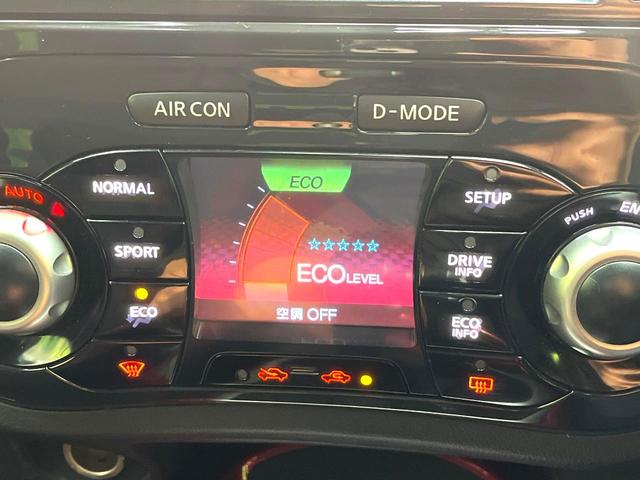 AIR CON
D-MODE
NORMAL
SPORT
ECO
AUTO
ECO
ECO LEVEL
空調 OFF
SETUP
DRIVE
INFO
ECO
INFO
PUSH